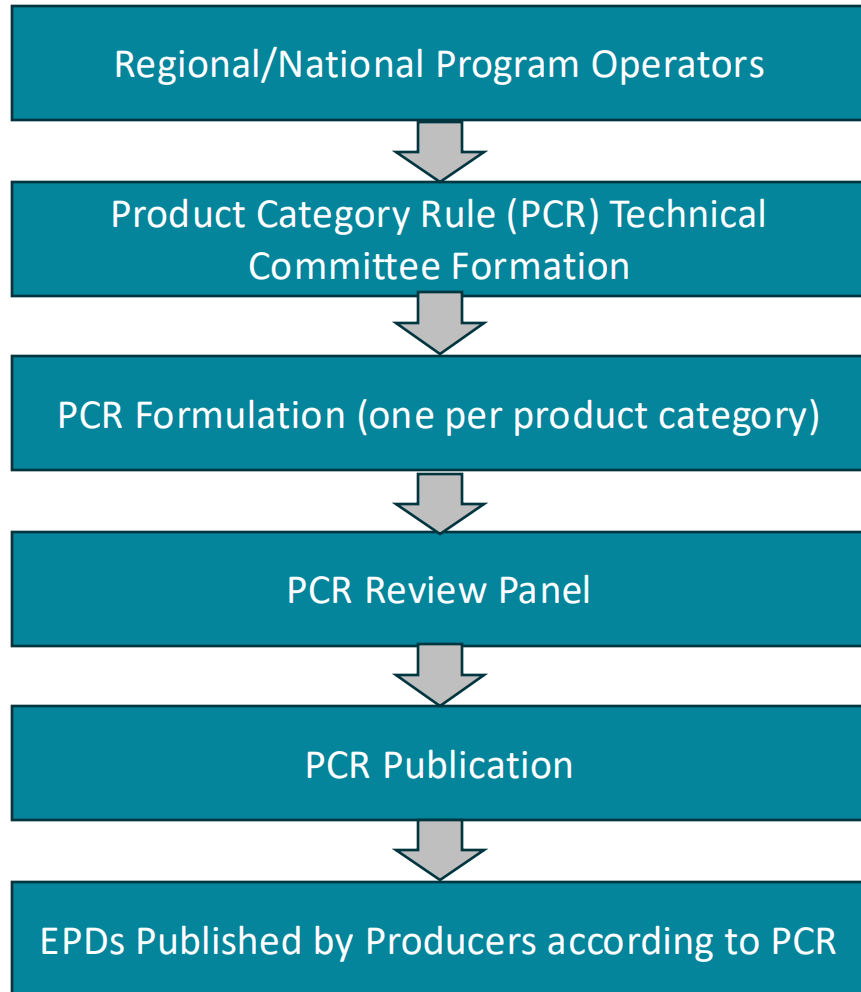 Regional/National Program Operators
Product Category Rule (PCR) Technical
Committee Formation
PCR Formulation (one per product category)
PCR Review Panel
PCR Publication
EPDs Published by Producers according to PCR